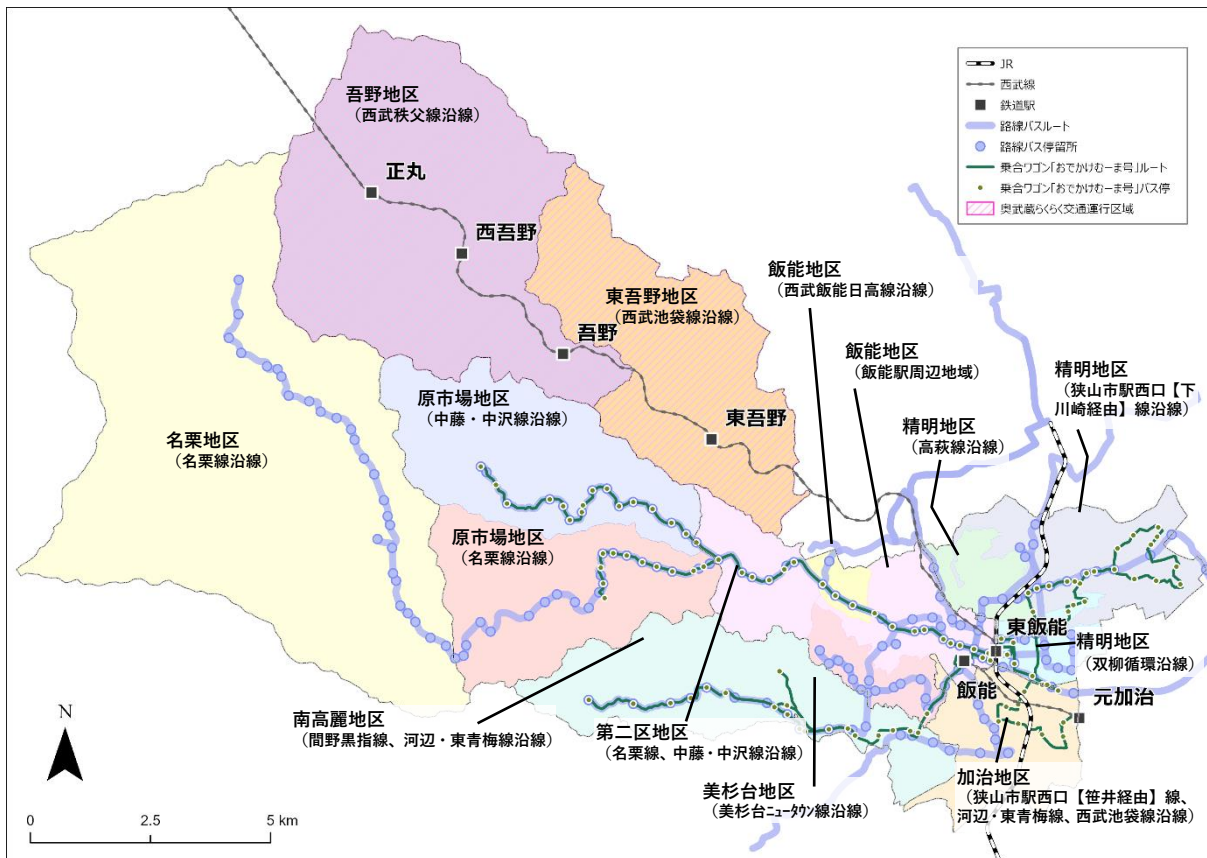 JR
西武線
鉄道駅
路線バスルート
路線バス停留所
乗合ワゴン「おでかけむーま号」ルート
乗合ワゴン「おでかけむーま号」バス停
奥武蔵らくらく交通運行区域
吾野地区
（西武秩父線沿線）
正丸
西吾野
東吾野地区
（西武池袋線沿線）
吾野
東吾野
飯能地区
（西武飯能日高線沿線）
飯能地区
（飯能駅周辺地域）
精明地区
（狭山市駅西口【下
川崎経由】線沿線）
精明地区
（高萩線沿線）
原市場地区
（中藤・中沢線沿線）
名栗地区
（名栗線沿線）
原市場地区
（名栗線沿線）
東飯能
精明地区
（双柳循環沿線）
飯能
元加治
南高麗地区
（間野黒指線、河辺・東青梅線沿線）
第二区地区
（名栗線、中藤・中沢線沿線）
美杉台地区
（美杉台ニュータウン線沿線）
加治地区
（狭山市駅西口【笹井経由】線、
河辺・東青梅線、西武池袋線沿線）
N
0
2.5
5 km